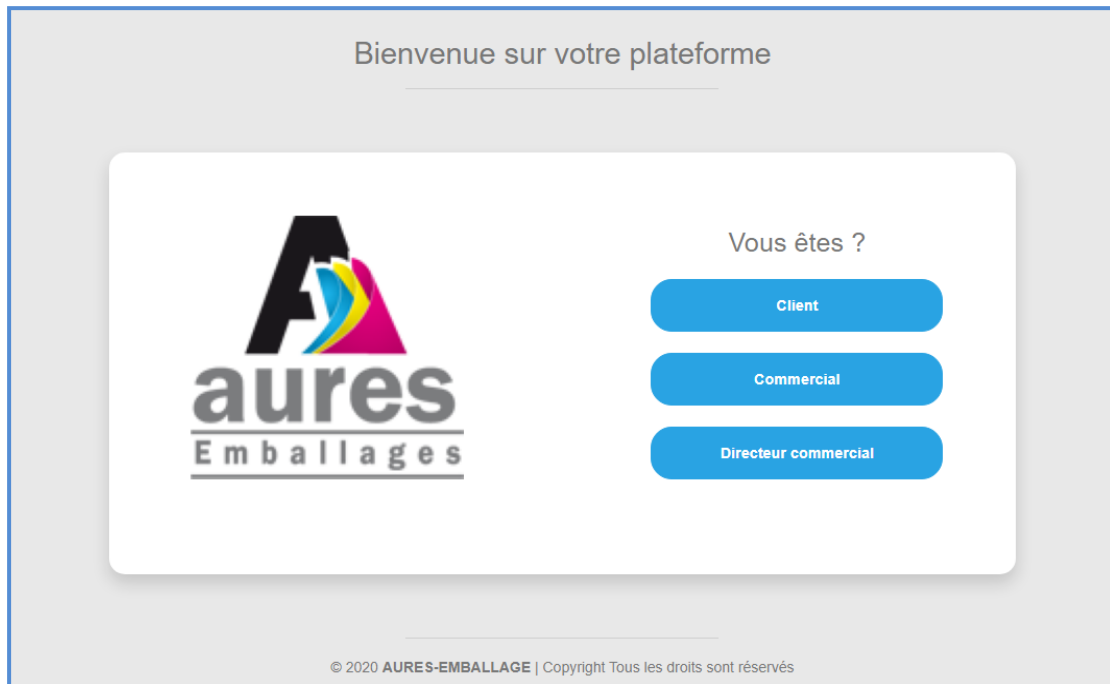 Bienvenue sur votre plateforme
aures
Emballages
Vous êtes ?
Client
Commercial
Directeur commercial
© 2020 AURES-EMBALLAGE | Copyright Tous les droits sont réservés